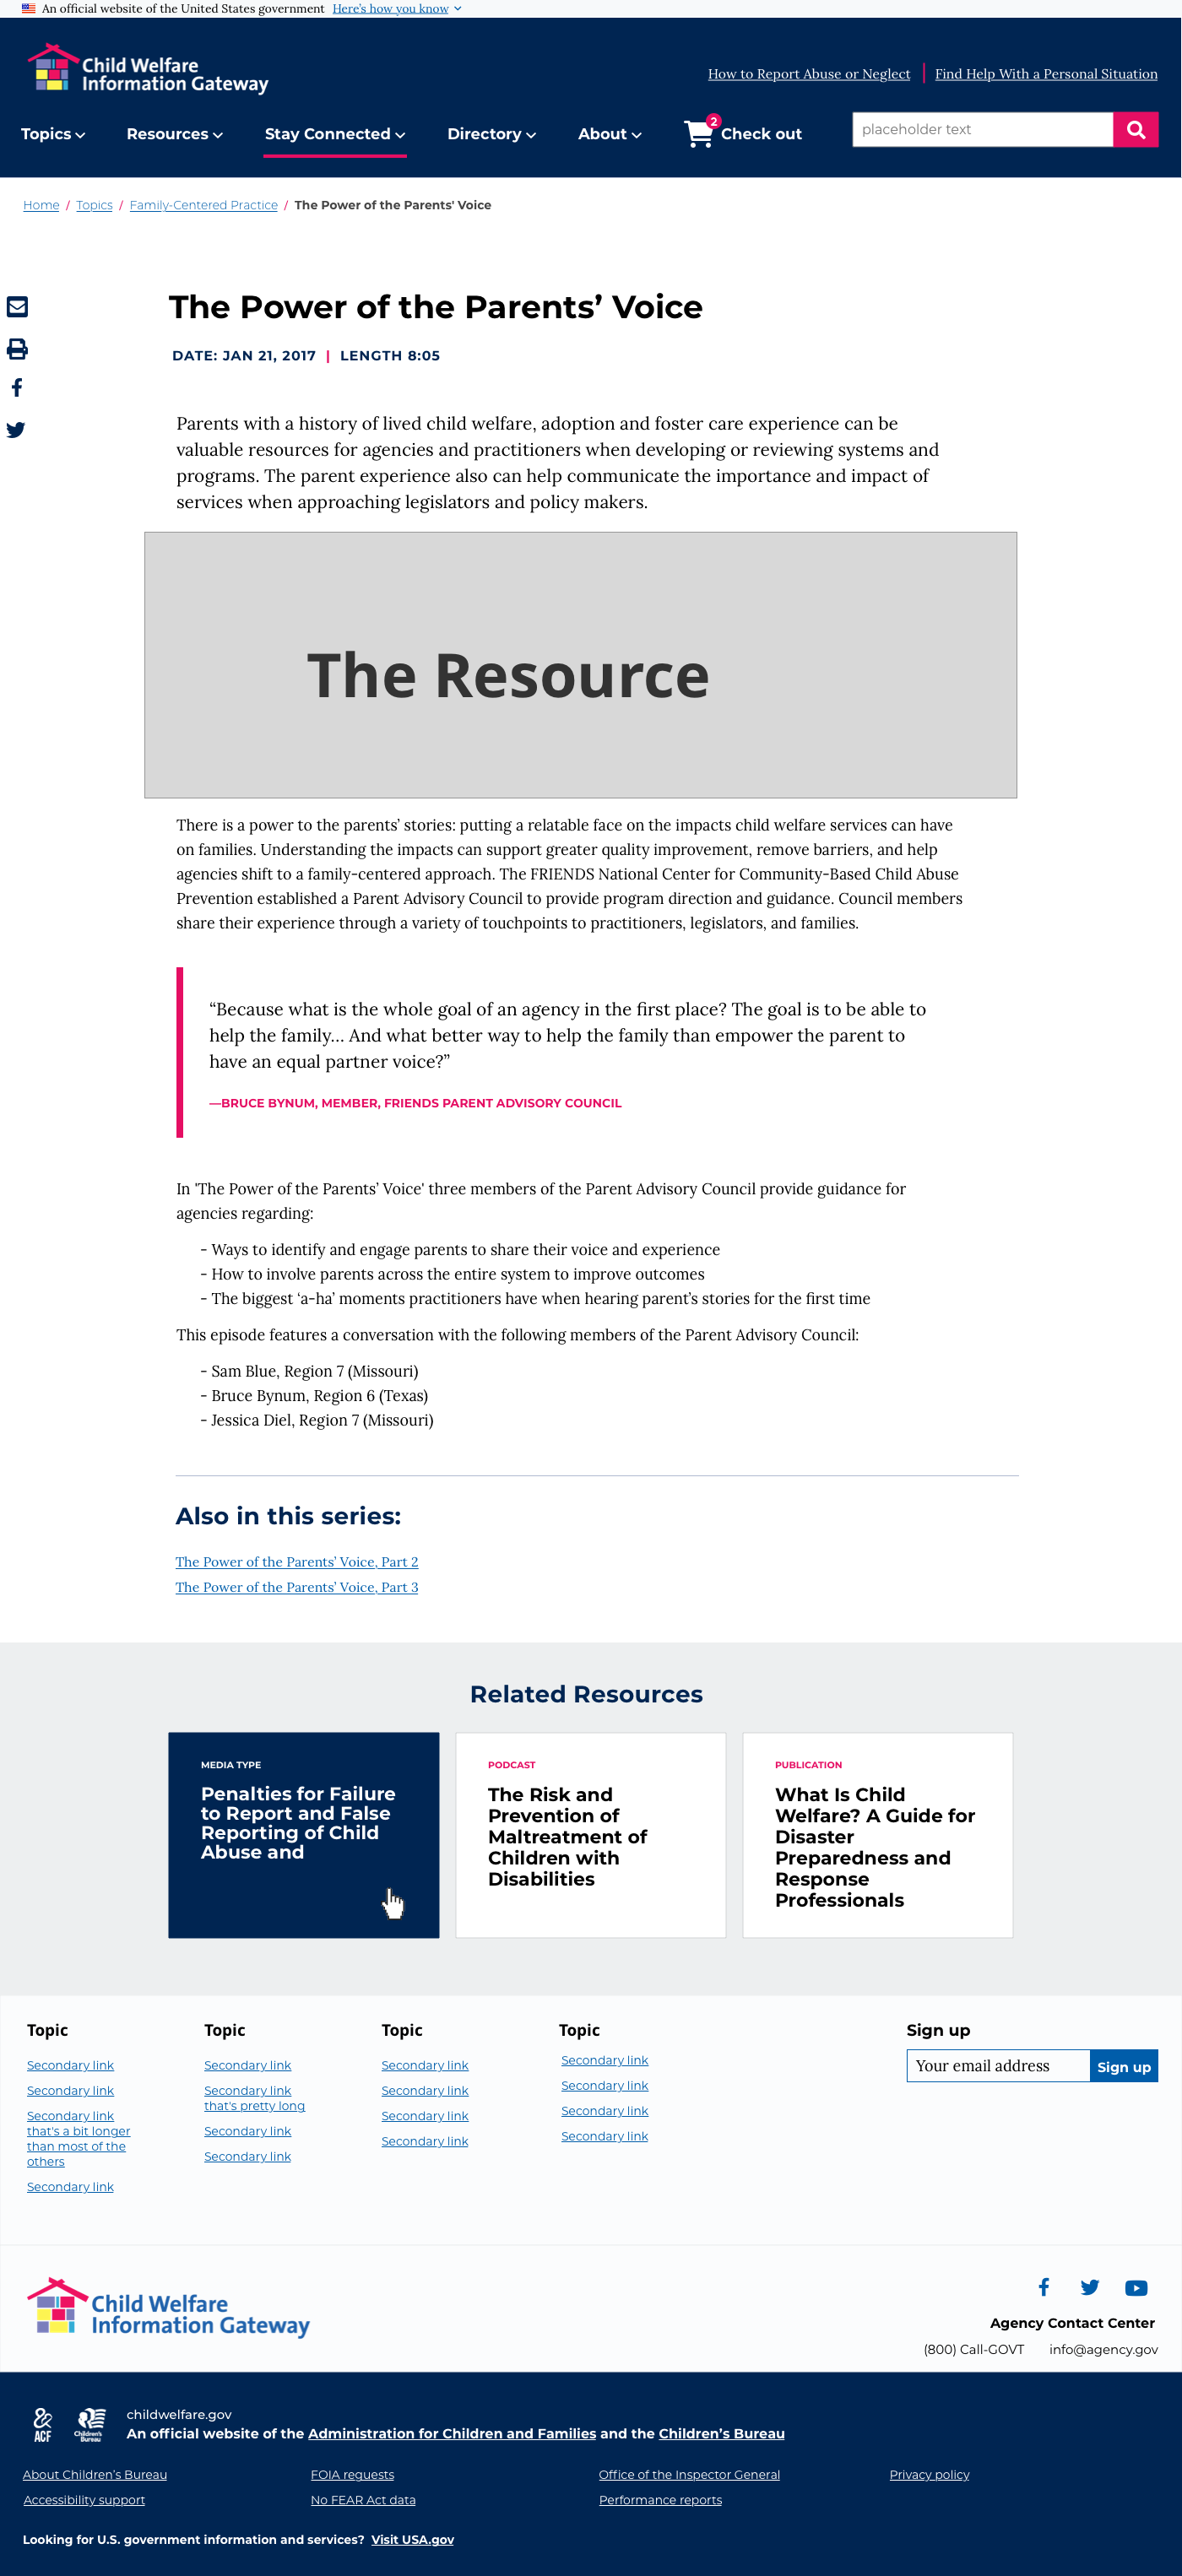 An official website of the United States government Here’s how you know
Child Welfare
Information Gateway
How to Report Abuse or Neglect
Find Help With a Personal Situation
Topics
Resources
Stay Connected
Directory
About
2
Check out
placeholder text
Home / Topics / Family-Centered Practice / The Power of the Parents' Voice
The Power of the Parents’ Voice
DATE: JAN 21, 2017 | LENGTH 8:05
Parents with a history of lived child welfare, adoption and foster care experience can be
valuable resources for agencies and practitioners when developing or reviewing systems and
programs. The parent experience also can help communicate the importance and impact of
services when approaching legislators and policy makers.
The Resource
There is a power to the parents’ stories: putting a relatable face on the impacts child welfare services can have
on families. Understanding the impacts can support greater quality improvement, remove barriers, and help
agencies shift to a family-centered approach. The FRIENDS National Center for Community-Based Child Abuse
Prevention established a Parent Advisory Council to provide program direction and guidance. Council members
share their experience through a variety of touchpoints to practitioners, legislators, and families.
“Because what is the whole goal of an agency in the first place? The goal is to be able to
help the family... And what better way to help the family than empower the parent to
have an equal partner voice?”
—BRUCE BYNUM, MEMBER, FRIENDS PARENT ADVISORY COUNCIL
In 'The Power of the Parents’ Voice' three members of the Parent Advisory Council provide guidance for
agencies regarding:
- Ways to identify and engage parents to share their voice and experience
- How to involve parents across the entire system to improve outcomes
- The biggest ‘a-ha’ moments practitioners have when hearing parent’s stories for the first time
This episode features a conversation with the following members of the Parent Advisory Council:
- Sam Blue, Region 7 (Missouri)
- Bruce Bynum, Region 6 (Texas)
- Jessica Diel, Region 7 (Missouri)
Also in this series:
The Power of the Parents’ Voice, Part 2
The Power of the Parents’ Voice, Part 3
Related Resources
MEDIA TYPE
Penalties for Failure
to Report and False
Reporting of Child
Abuse and
PODCAST
The Risk and
Prevention of
Maltreatment of
Children with
Disabilities
PUBLICATION
What Is Child
Welfare? A Guide for
Disaster
Preparedness and
Response
Professionals
Topic
Secondary link
Secondary link
Secondary link
that's a bit longer
than most of the
others
Secondary link
Topic
Secondary link
Secondary link
that's pretty long
Secondary link
Secondary link
Topic
Secondary link
Secondary link
Secondary link
Secondary link
Topic
Secondary link
Secondary link
Secondary link
Secondary link
Sign up
Your email address
Sign up
Child Welfare
Information Gateway
Agency Contact Center
(800) Call-GOVT info@agency.gov
ACF
Children's
Bureau
childwelfare.gov
An official website of the Administration for Children and Families and the Children’s Bureau
About Children’s Bureau
FOIA requests
Office of the Inspector General
Privacy policy
Accessibility support
No FEAR Act data
Performance reports
Looking for U.S. government information and services? Visit USA.gov